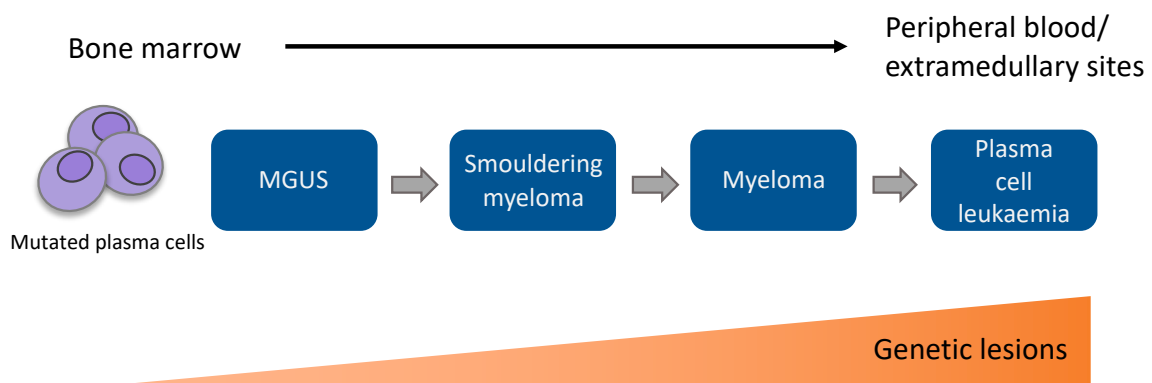 Bone marrow
Peripheral blood/
extramedullary sites
Mutated plasma cells
MGUS
Smouldering
myeloma
Myeloma
Plasma
cell
leukaemia
Genetic lesions